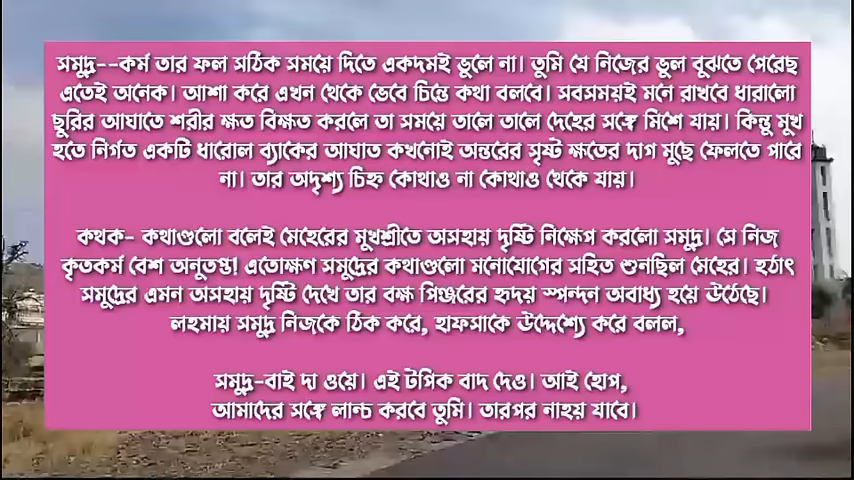 সমুদ্র--কর্ম তার ফল সঠিক সময়ে দিতে একদমই ভুলে না। তুমি যে নিজের ভুল বুঝতে পেরেছ
এতেই অনেক। আশা করে এখন থেকে ভেবে চিন্তে কথা বলবে। সবসময়ই মনে রাখবে ধারালো
ছুরির আঘাতে শরীর ক্ষত বিক্ষত করলে তা সময়ে তালে তালে দেহের সঙ্গে মিশে যায়। কিন্তু মুখ
হতে নির্গত একটি ধারোল ব্যাকের আঘাত কখনোই অন্তরের সৃষ্ট ক্ষতের দাগ মুছে ফেলতে পারে
না। তার অদৃশ্য চিহ্ন কোথাও না কোথাও থেকে যায়।
কথক- কথাগুলো বলেই মেহেরের মুখশ্রীতে অসহায় দৃষ্টি নিক্ষেপ করলো সমুদ্র। সে নিজ
কৃতকর্ম বেশ অনুতপ্ত! এতোক্ষণ সমুদ্রের কথাগুলো মনোযোগের সহিত শুনছিল মেহের। হঠাৎ
সমুদ্রের এমন অসহায় দৃষ্টি দেখে তার বক্ষ পিঞ্জরের হৃদয় স্পন্দন অবাধ্য হয়ে উঠেছে।
লহমায় সমুদ্র নিজকে ঠিক করে, হাফসাকে উদ্দেশ্যে করে বলল,
সমুদ্র-বাই দা ওয়ে। এই টপিক বাদ দেও। আই হোপ,
আমাদের সঙ্গে লান্চ করবে তুমি। তারপর নাহয় যাবে।